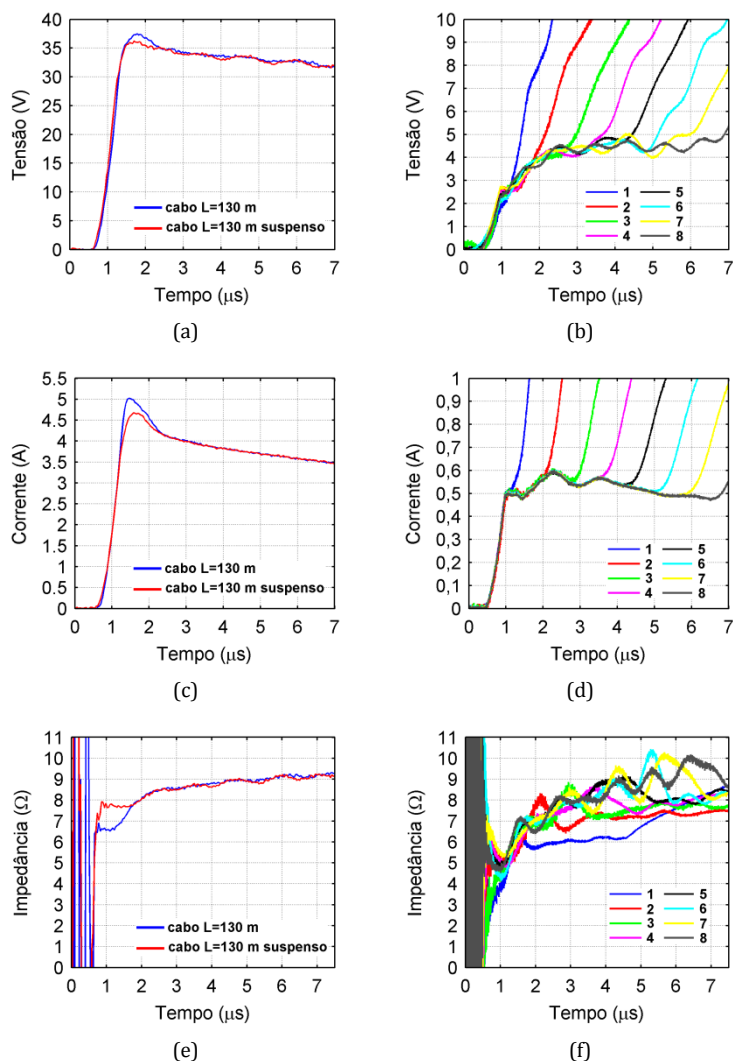 Tensão (V)
40
35
30
25
20
15
10
5
0
cabo L=130 m
cabo L=130 m suspenso
0 1 2 3 4 5 6 7
Tempo (μs)
(a)
Tensão (V)
10
9
8
7
6
5
4
3
2
1
0
1 5
2 6
3 7
4 8
0 1 2 3 4 5 6 7
Tempo (μs)
(b)
Corrente (A)
5.5
5
4.5
4
3.5
3
2.5
2
1.5
1
0.5
0
cabo L=130 m
cabo L=130 m suspenso
0 1 2 3 4 5 6 7
Tempo (μs)
(c)
Corrente (A)
1
0,9
0,8
0,7
0,6
0,5
0,4
0,3
0,2
0,1
0
1 5
2 6
3 7
4 8
0 1 2 3 4 5 6 7
Tempo (μs)
(d)
Impedância (Ω)
11
10
9
8
7
6
5
4
3
2
1
0
cabo L=130 m
cabo L=130 m suspenso
0 1 2 3 4 5 6 7
Tempo (μs)
(e)
Impedância (Ω)
11
10
9
8
7
6
5
4
3
2
1
0
1 5
2 6
3 7
4 8
0 1 2 3 4 5 6 7
Tempo (μs)
(f)